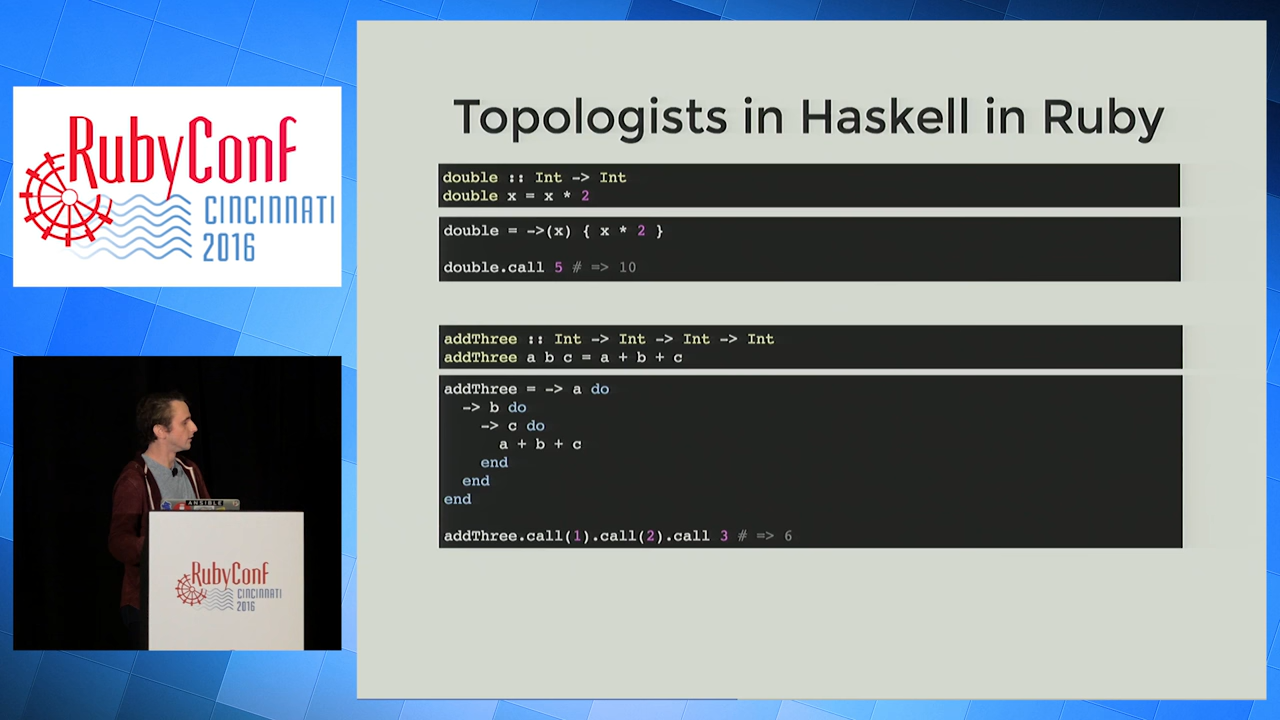 RubyConf
CINCINNATI
2016
Topologists in Haskell in Ruby
double :: Int -> Int
double x = x * 2
double = ->(x) { x * 2 }
double.call 5 # => 10
addThree :: Int -> Int -> Int -> Int
addThree a b c = a + b + c
addThree = -> a do
-> b do
-> c do
a + b + c
end
end
end
addThree.call(1).call(2).call 3 # => 6
ANSIBLE
RubyConf
CINCINNATI
2016